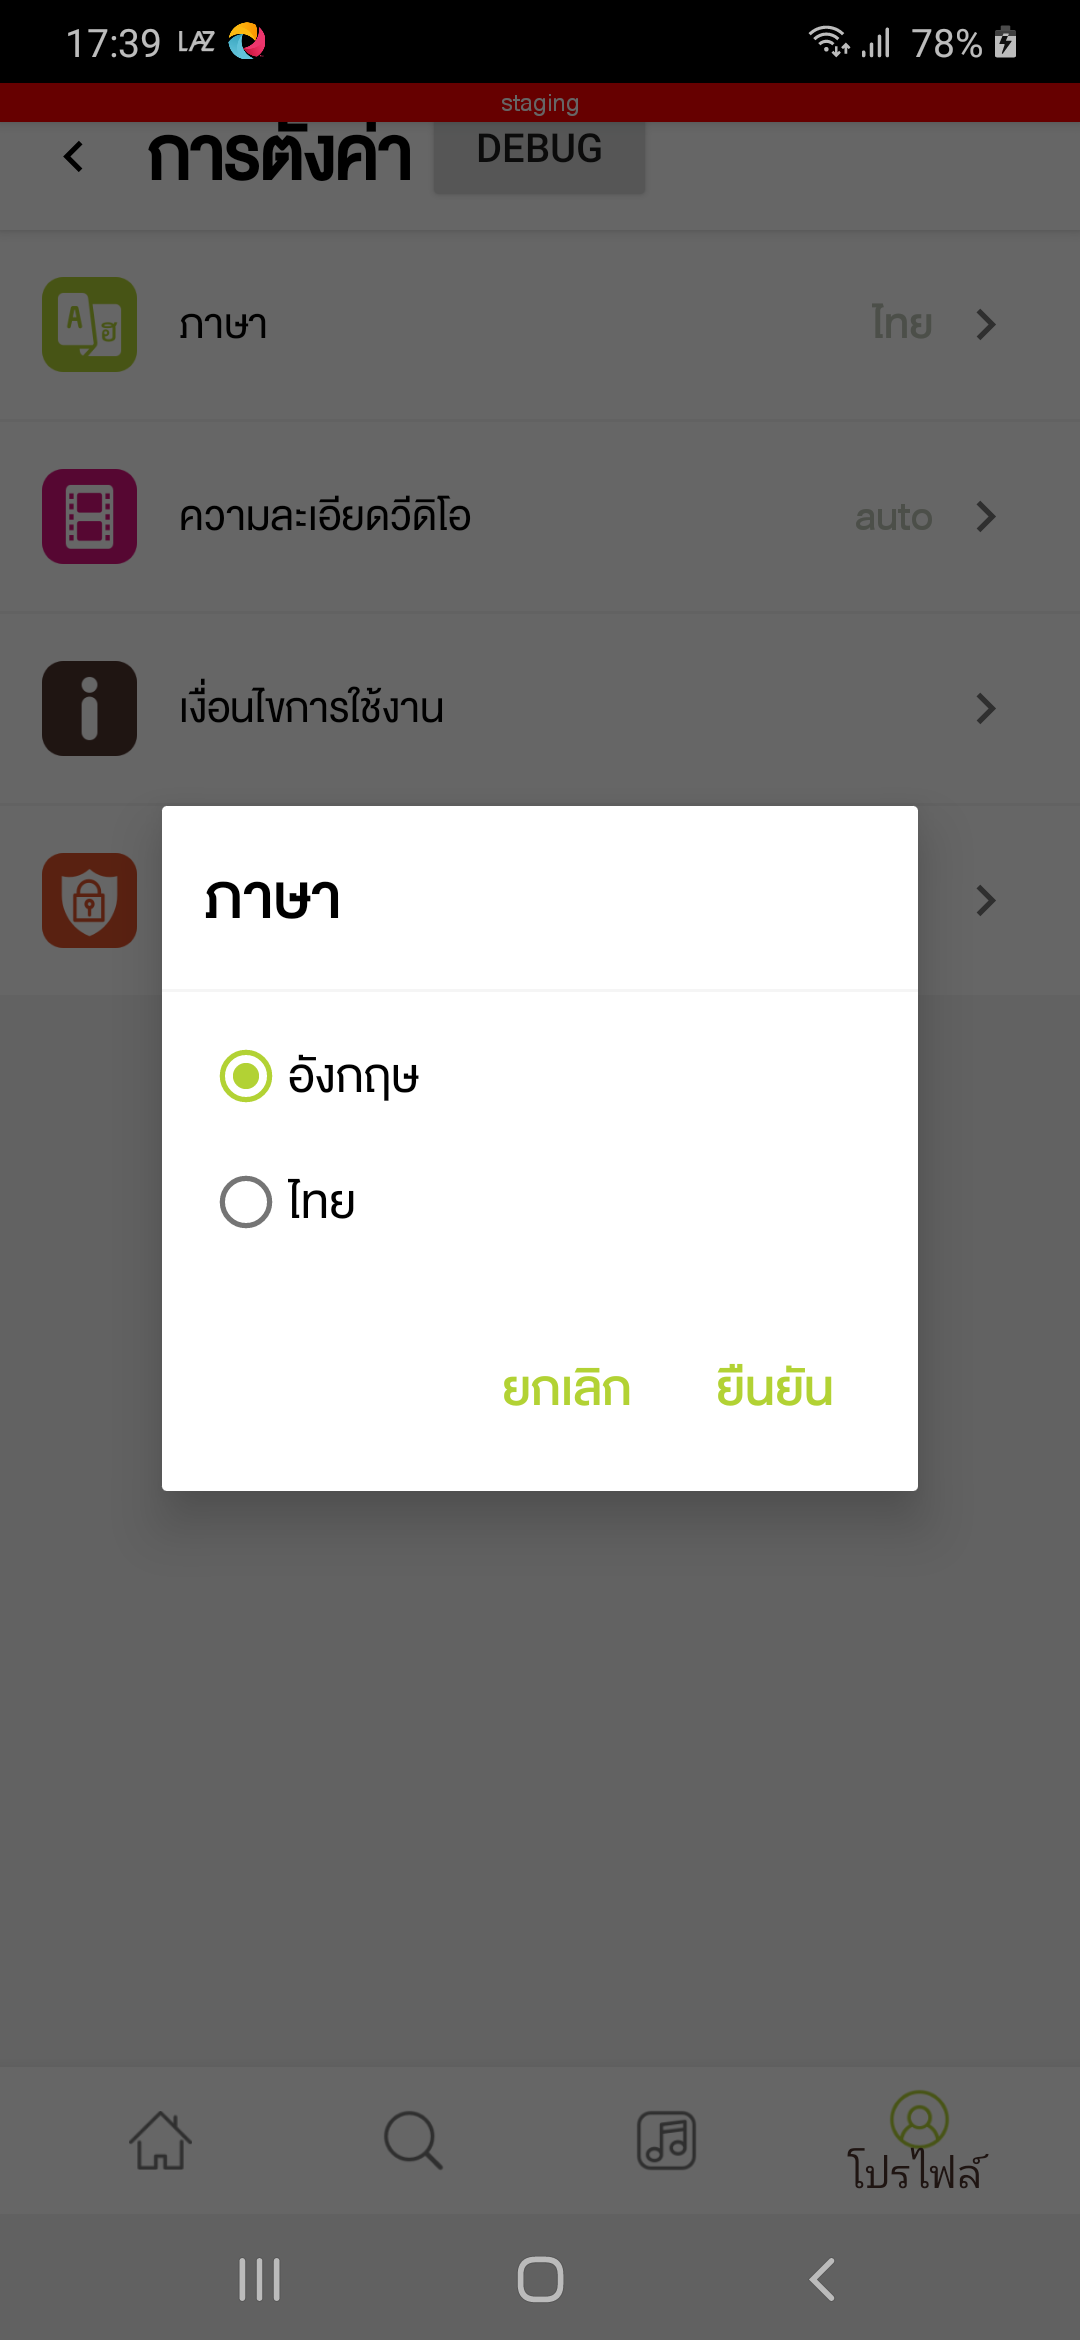 17:39 LAZ 78%
staging
การตั้งค่า DEBUG
ภาษา ไทย
ความละเอียดวีดิโอ auto
เงื่อนไขการใช้งาน
ภาษา
อังกฤษ
ไทย
ยกเลิก ยืนยัน
โปรไฟล์